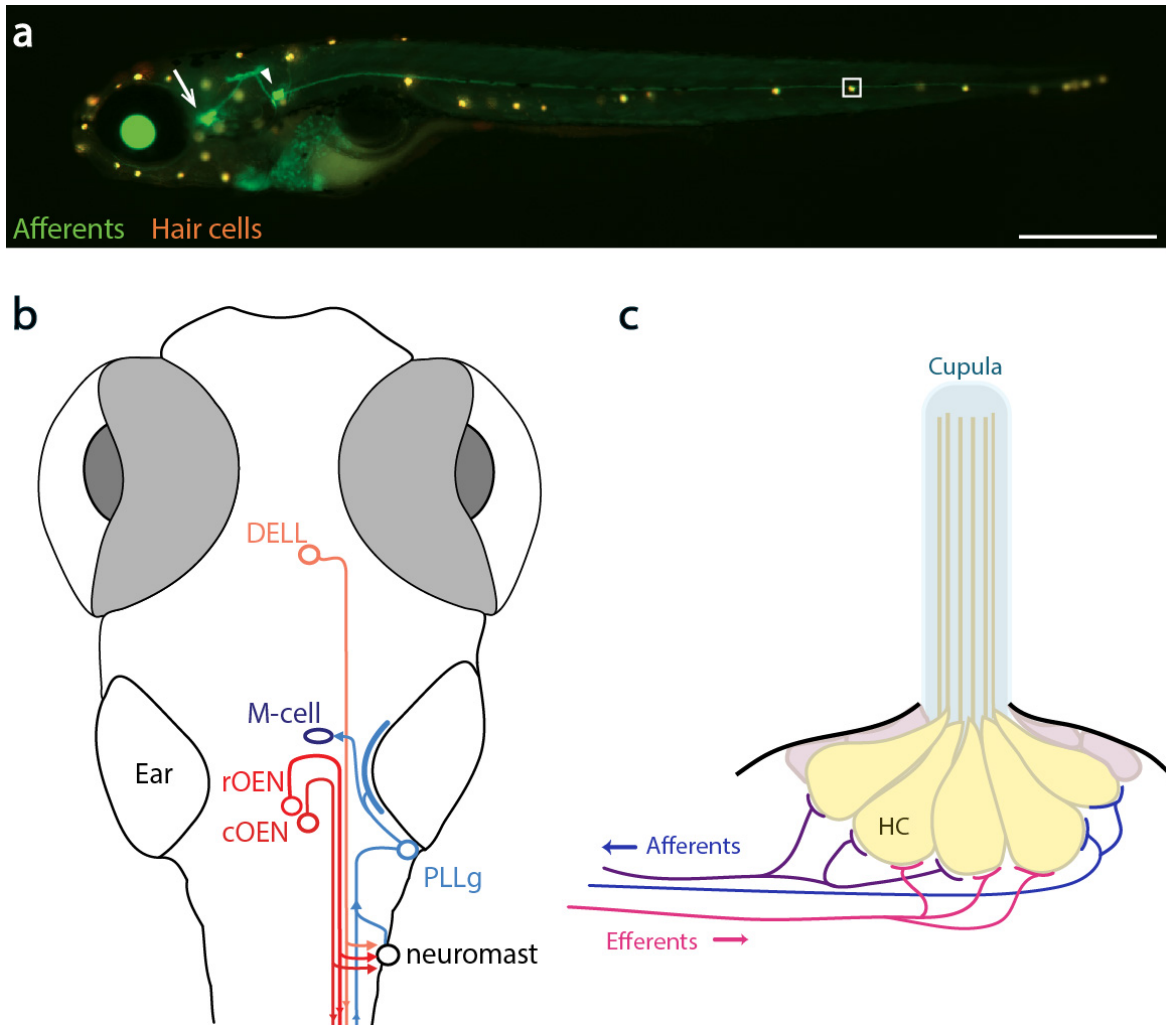 a
Afferents Hair cells
b
c
Cupula
DELL
M-cell
Ear
rOEN
cOEN
HC
Afferents
PLLg
Efferents
neuromast